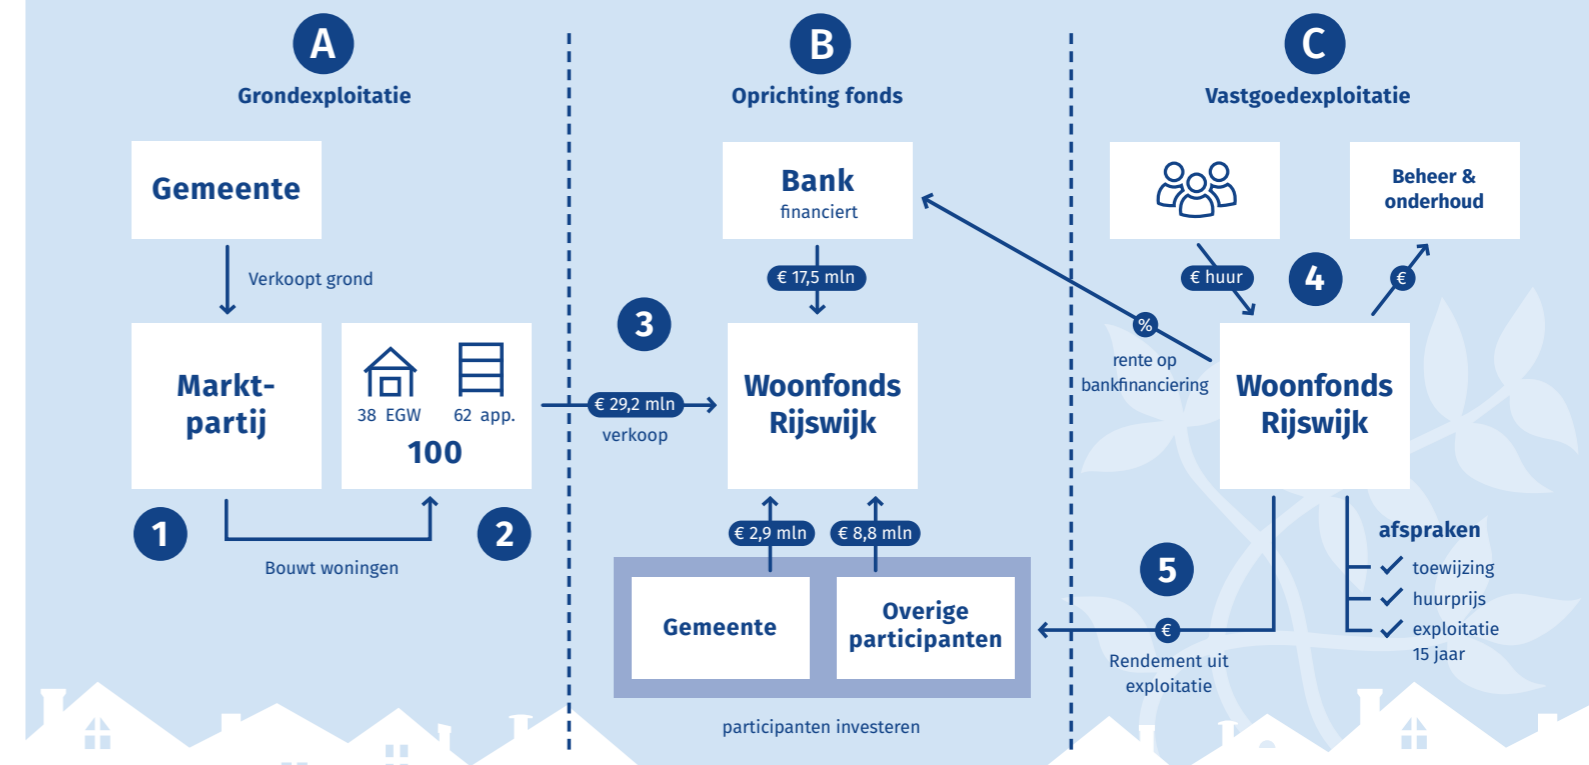 A
Grondexploitatie
Gemeente
Verkoopt grond
Markt-
partij
38 EGW
62 app.
100
1
2
Bouwt woningen
B
Oprichting fonds
Bank
financiert
€ 17,5 mln
3
€ 29,2 mln
verkoop
Woonfonds
Rijswijk
€ 2,9 mln
€ 8,8 mln
Gemeente
Overige
participanten
participanten investeren
C
Vastgoedexploitatie
Beheer &
onderhoud
€ huur
4
€
%
rente op
bankfinanciering
Woonfonds
Rijswijk
afspraken
toewijzing
huurprijs
exploitatie
15 jaar
5
€
Rendement uit
exploitatie